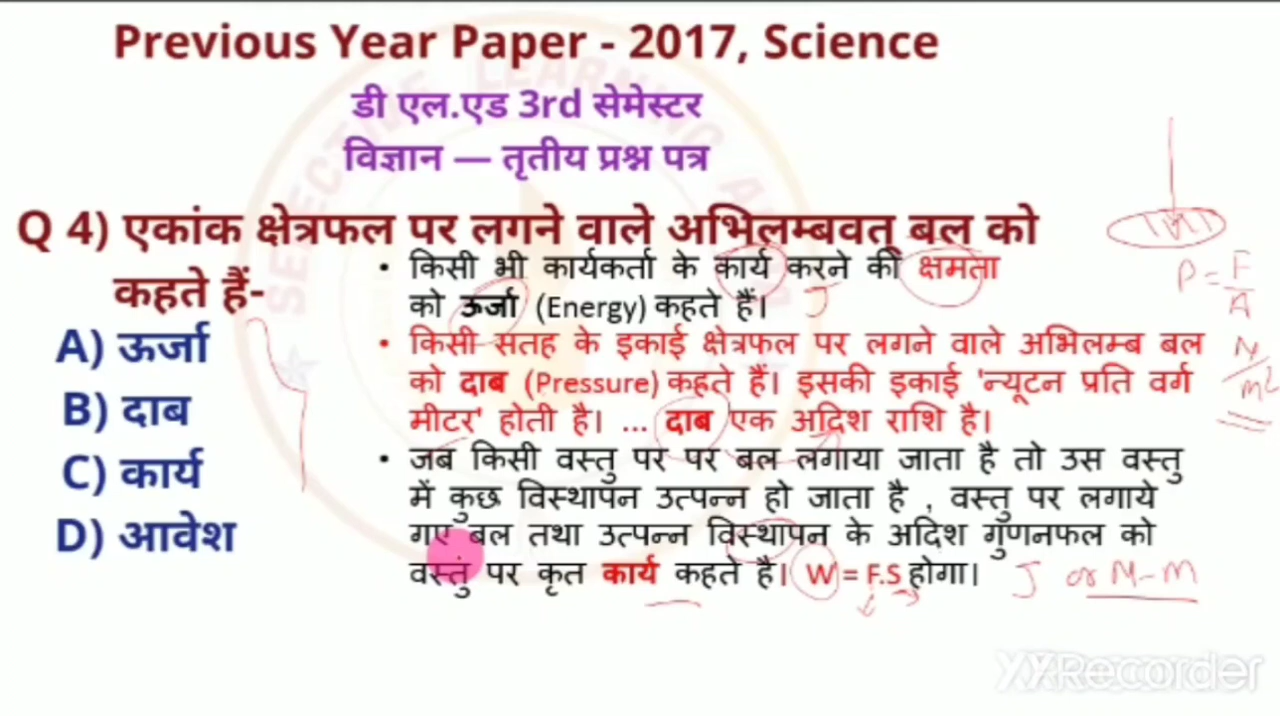 Previous Year Paper - 2017, Science
डी एल.एड 3rd सेमेस्टर
विज्ञान — तृतीय प्रश्न पत्र
Q 4) एकांक क्षेत्रफल पर लगने वाले अभिलम्बवत् बल को
कहते हैं-
A) ऊर्जा
B) दाब
C) कार्य
D) आवेश
• किसी भी कार्यकर्ता के कार्य करने की क्षमता
को ऊर्जा (Energy) कहते हैं। J
• किसी सतह के इकाई क्षेत्रफल पर लगने वाले अभिलम्ब बल
को दाब (Pressure) कहते हैं। इसकी इकाई 'न्यूटन प्रति वर्ग
मीटर' होती है। ... दाब एक अदिश राशि है।
• जब किसी वस्तु पर पर बल लगाया जाता है तो उस वस्तु
में कुछ विस्थापन उत्पन्न हो जाता है , वस्तु पर लगाये
गए बल तथा उत्पन्न विस्थापन के अदिश गुणनफल को
वस्तुं पर कृत कार्य कहते है। W = F.S होगा। J or N-M
P = F/A
N/m²
SELECTIVE LEARNING
XXRecorder